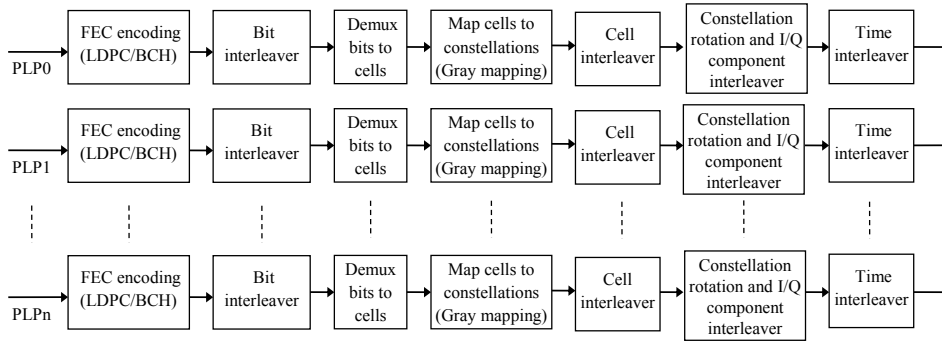 PLP0
FEC encoding
(LDPC/BCH)
Bit
interleaver
Demux
bits to
cells
Map cells to
constellations
(Gray mapping)
Cell
interleaver
Constellation
rotation and I/Q
component
interleaver
Time
interleaver
PLP1
FEC encoding
(LDPC/BCH)
Bit
interleaver
Demux
bits to
cells
Map cells to
constellations
(Gray mapping)
Cell
interleaver
Constellation
rotation and I/Q
component
interleaver
Time
interleaver
PLPn
FEC encoding
(LDPC/BCH)
Bit
interleaver
Demux
bits to
cells
Map cells to
constellations
(Gray mapping)
Cell
interleaver
Constellation
rotation and I/Q
component
interleaver
Time
interleaver